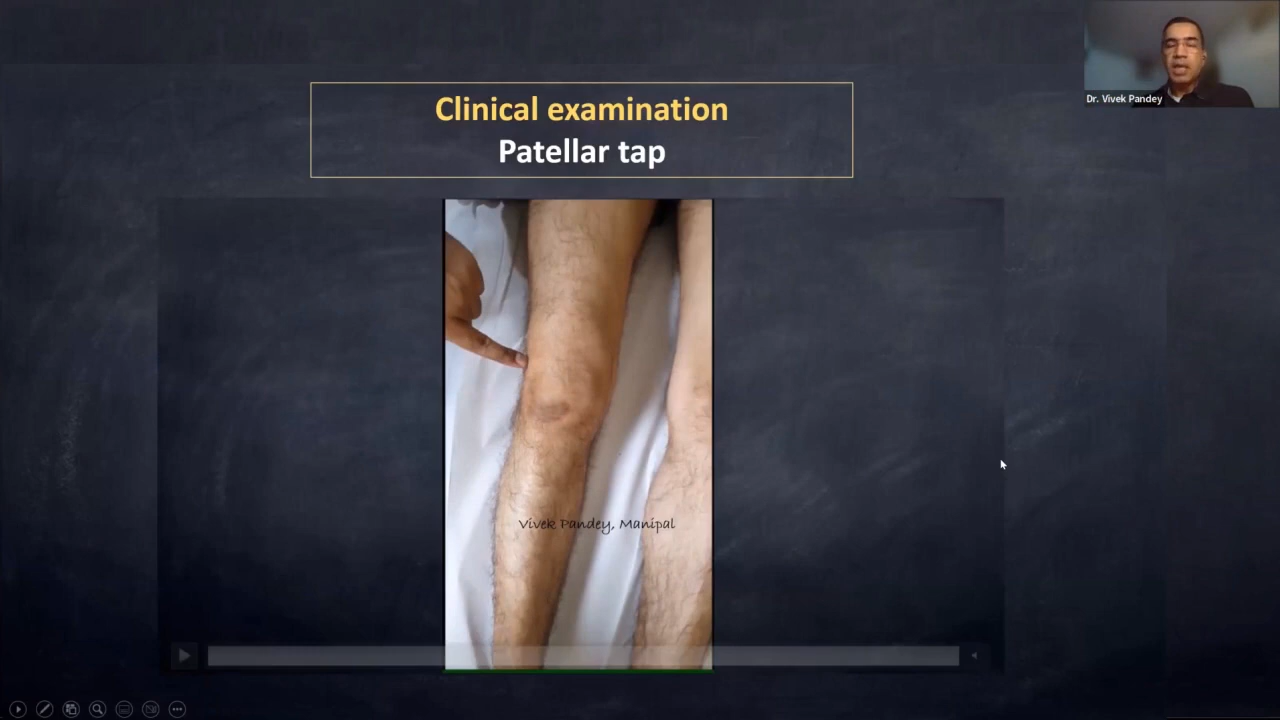 Clinical examination
Patellar tap
Dr. Vivek Pandey
Vivek Pandey, Manipal